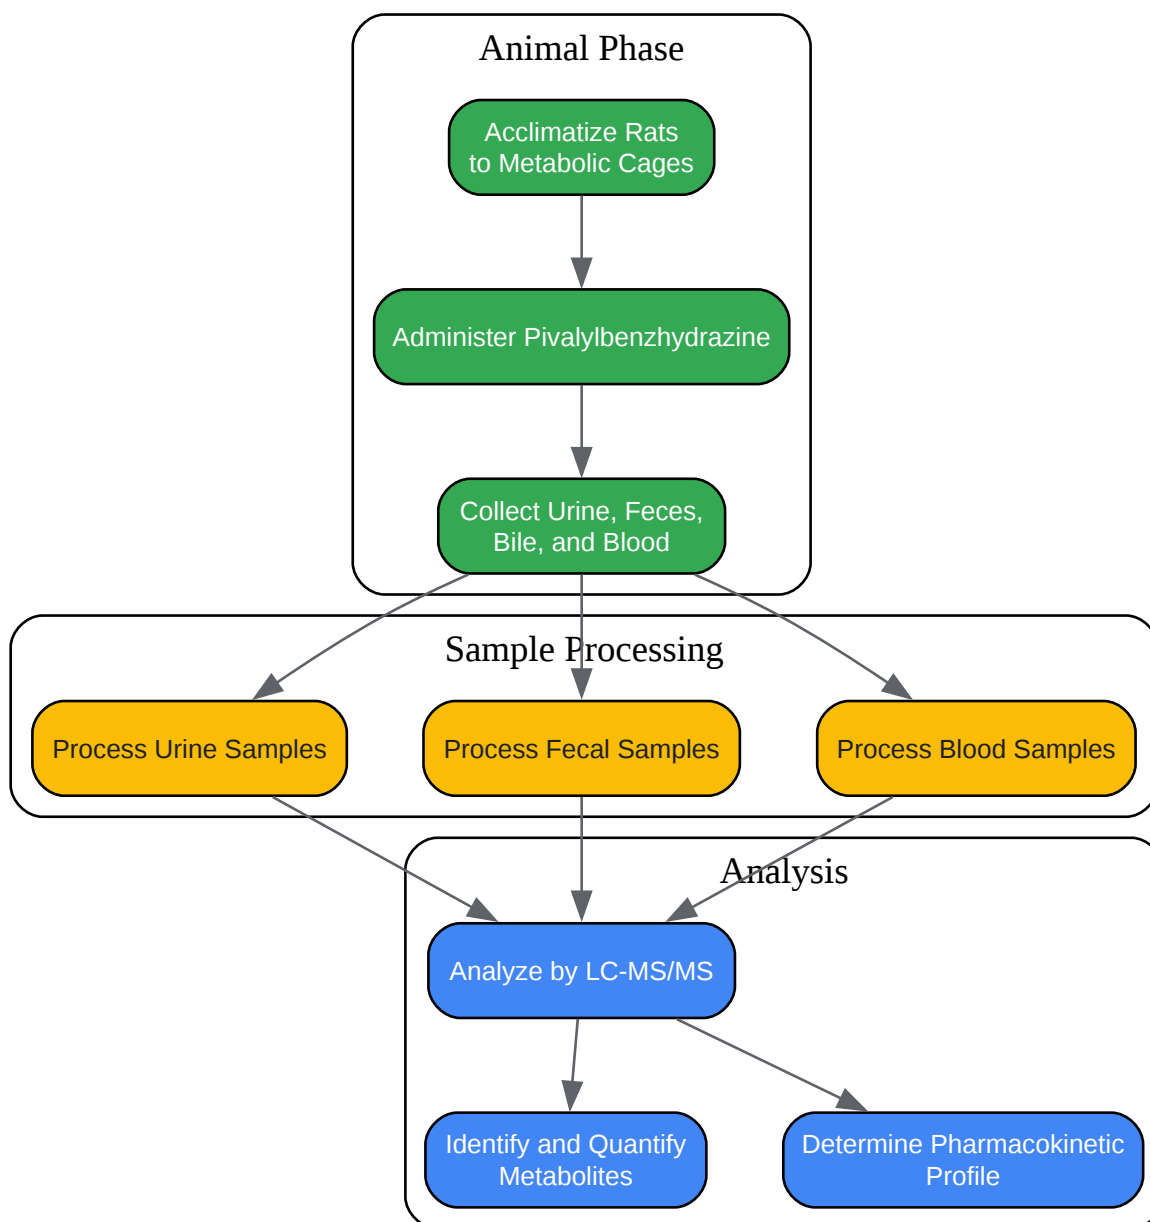 Animal Phase
Acclimatize Rats
to Metabolic Cages
Administer Pivalylbenzhydrazine
Collect Urine, Feces,
Bile, and Blood
Sample Processing
Process Urine Samples
Process Fecal Samples
Process Blood Samples
Analysis
Analyze by LC-MS/MS
Identify and Quantify
Metabolites
Determine Pharmacokinetic
Profile